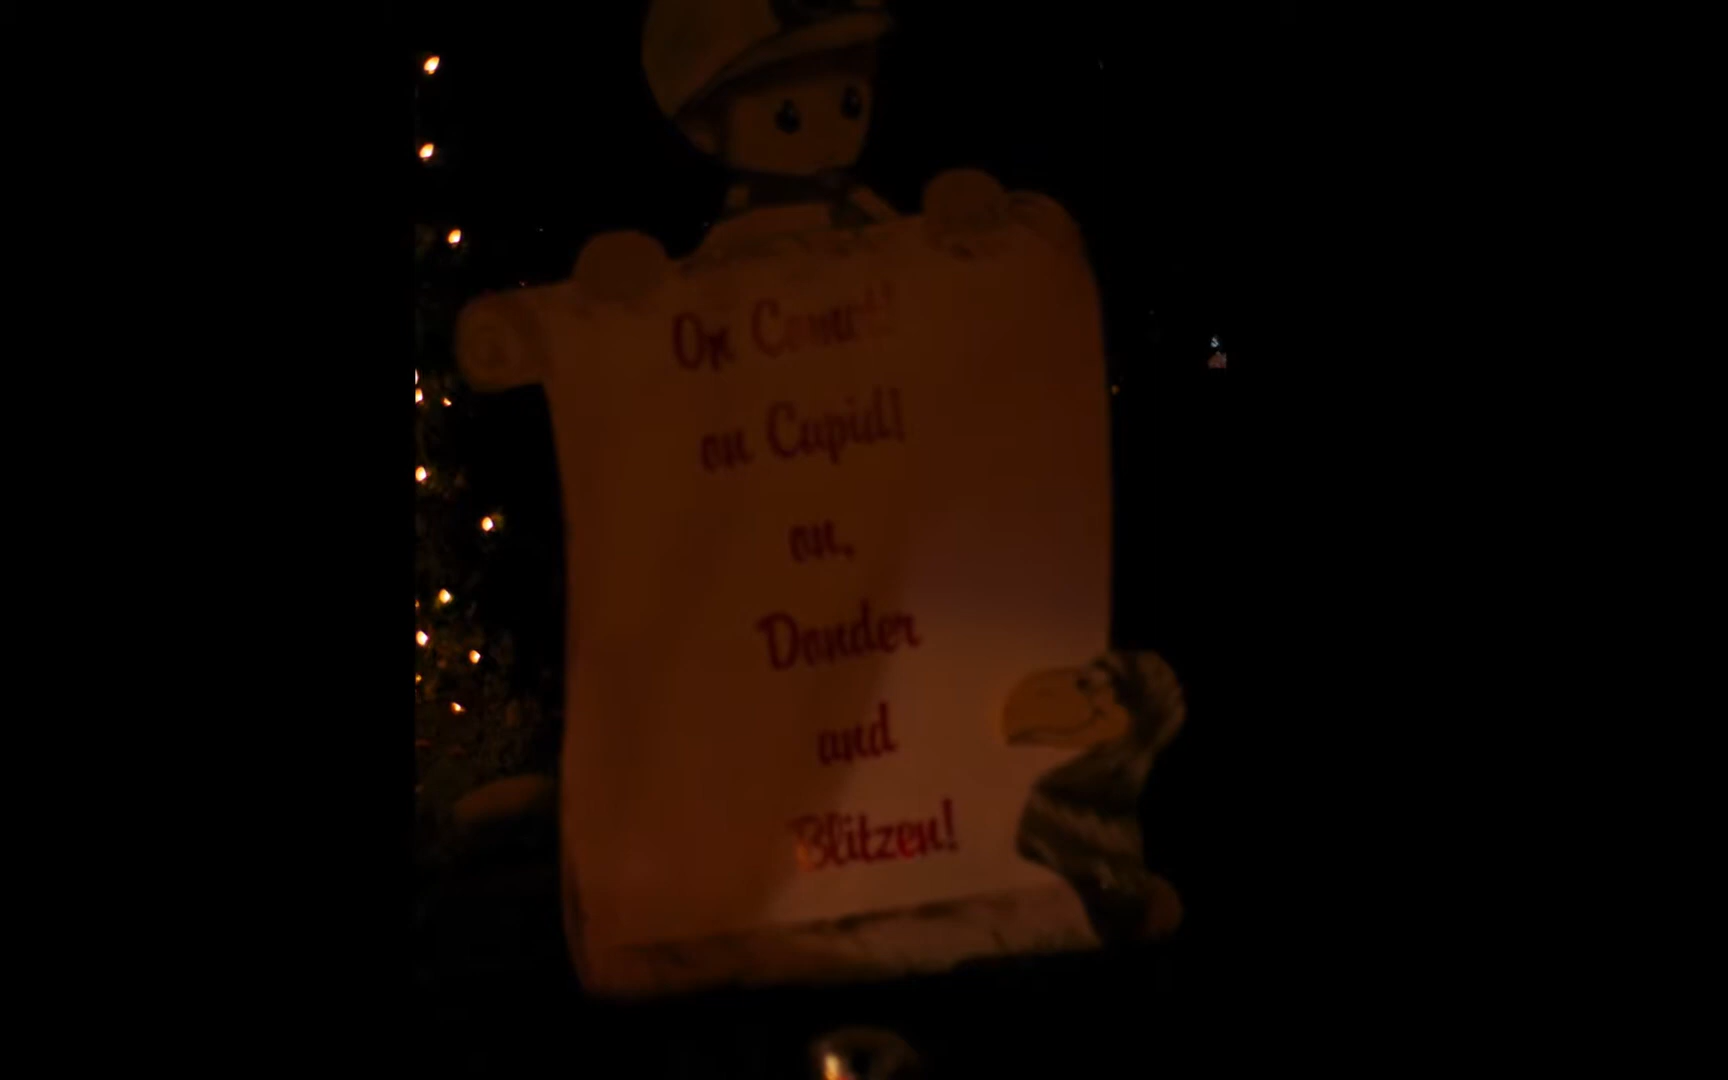 On Comet!
on Cupid!
on,
Donder
and
Blitzen!